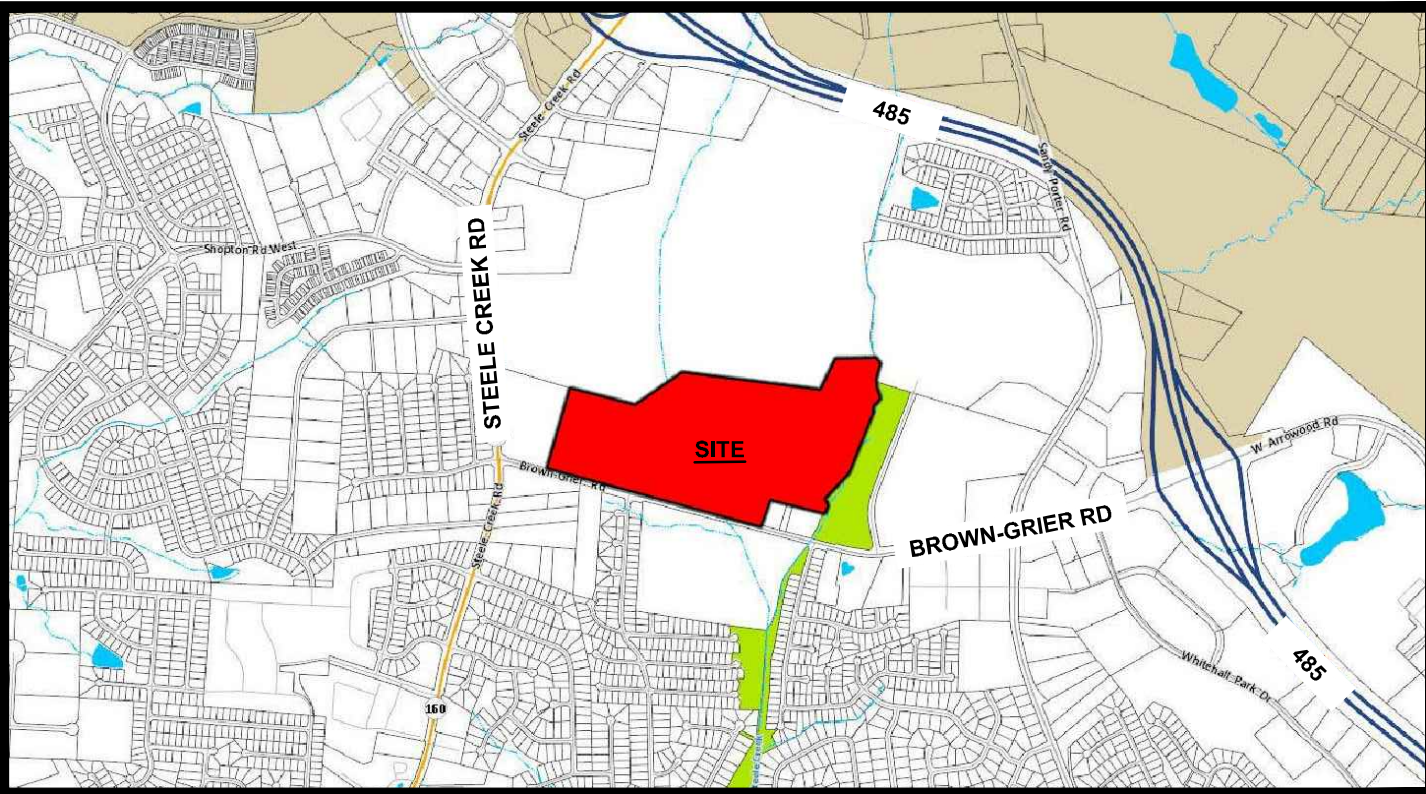 485
Steele Creek Rd
Sandy Porter Rd
Shopton Rd West
STEELE CREEK RD
W Arrowood Rd
SITE
Brown-Grier Rd
BROWN-GRIER RD
Steele Creek Rd
Whitehall Park Dr
485
160